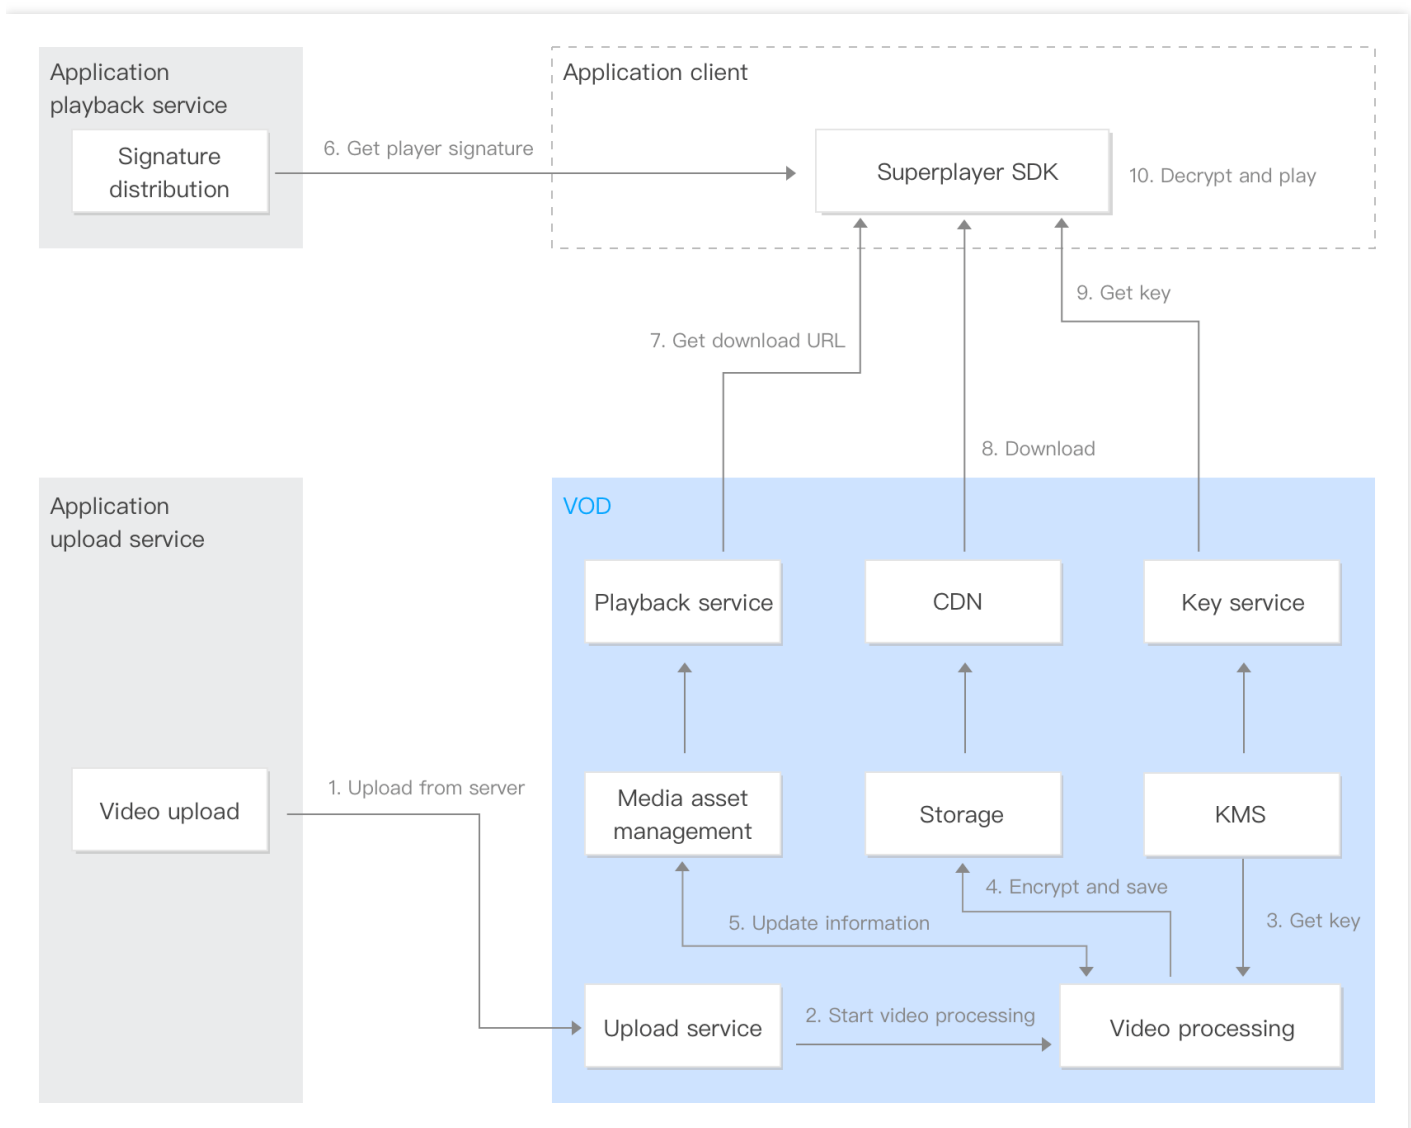 Application
playback service
Signature
distribution
6. Get player signature
Application client
Superplayer SDK
10. Decrypt and play
9. Get key
7. Get download URL
8. Download
Application
upload service
Video upload
1. Upload from server
VOD
Playback service
CDN
Key service
Media asset
management
Storage
KMS
4. Encrypt and save
5. Update information
3. Get key
Upload service
2. Start video processing
Video processing